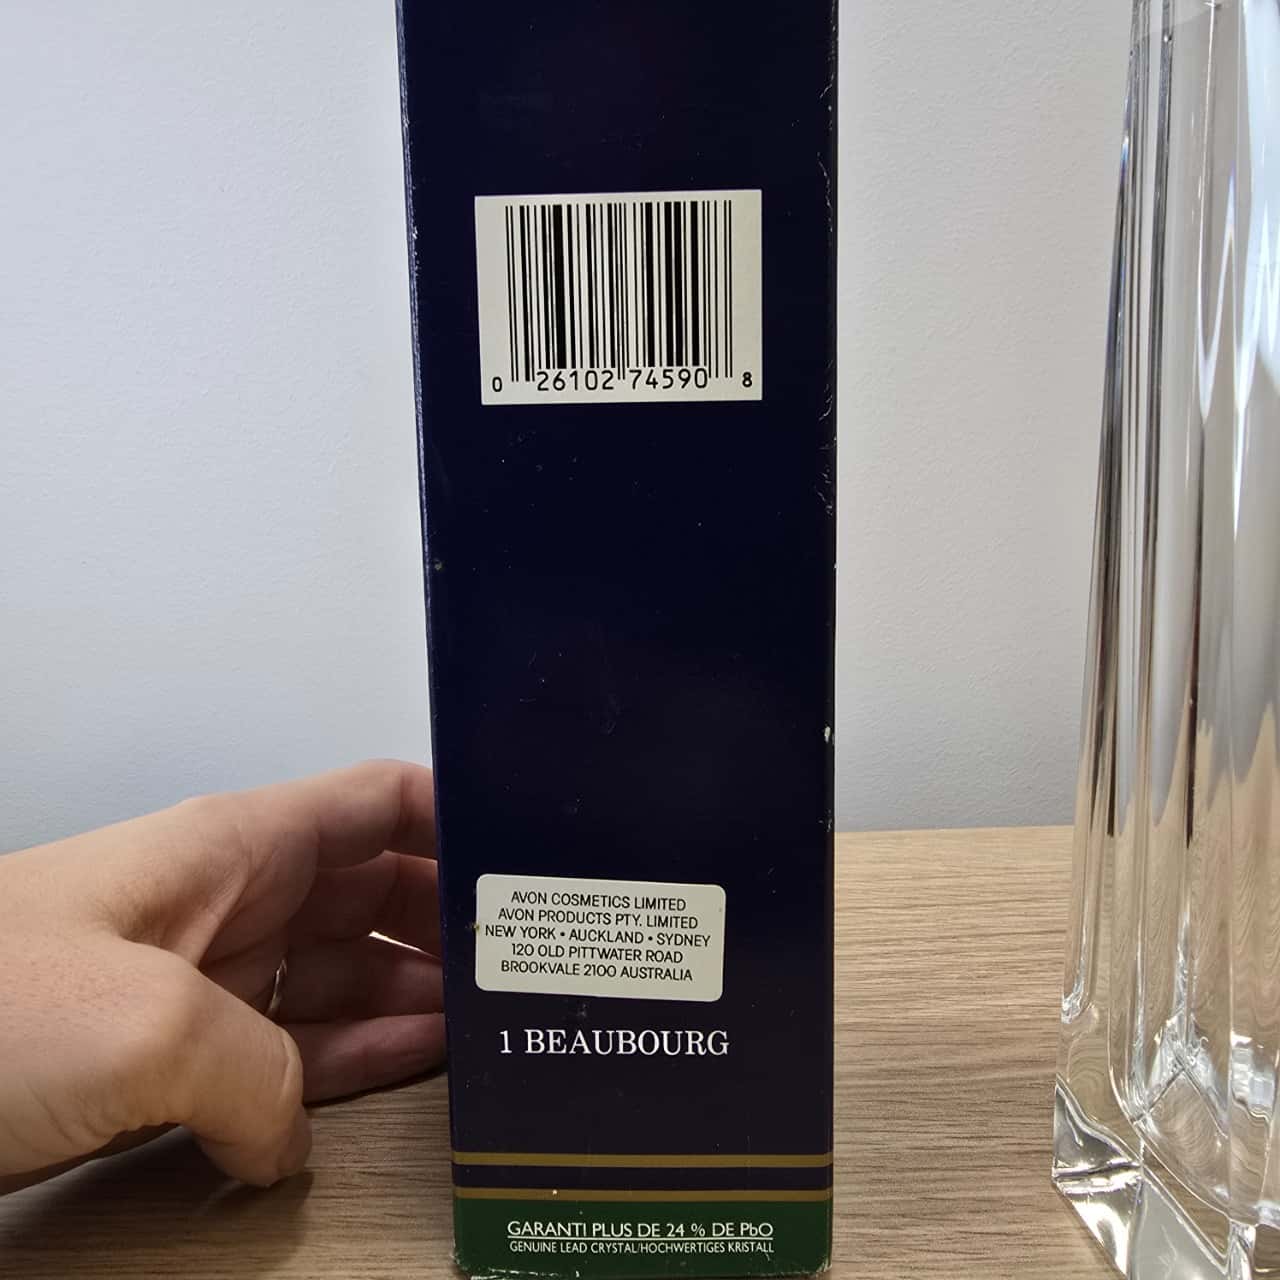 0 26102 74590 8
AVON COSMETICS LIMITED
AVON PRODUCTS PTY. LIMITED
NEW YORK • AUCKLAND • SYDNEY
120 OLD PITTWATER ROAD
BROOKVALE 2100 AUSTRALIA
1 BEAUBOURG
GARANTI PLUS DE 24 % DE PbO
GENUINE LEAD CRYSTAL/HOCHWERTIGES KRISTALL